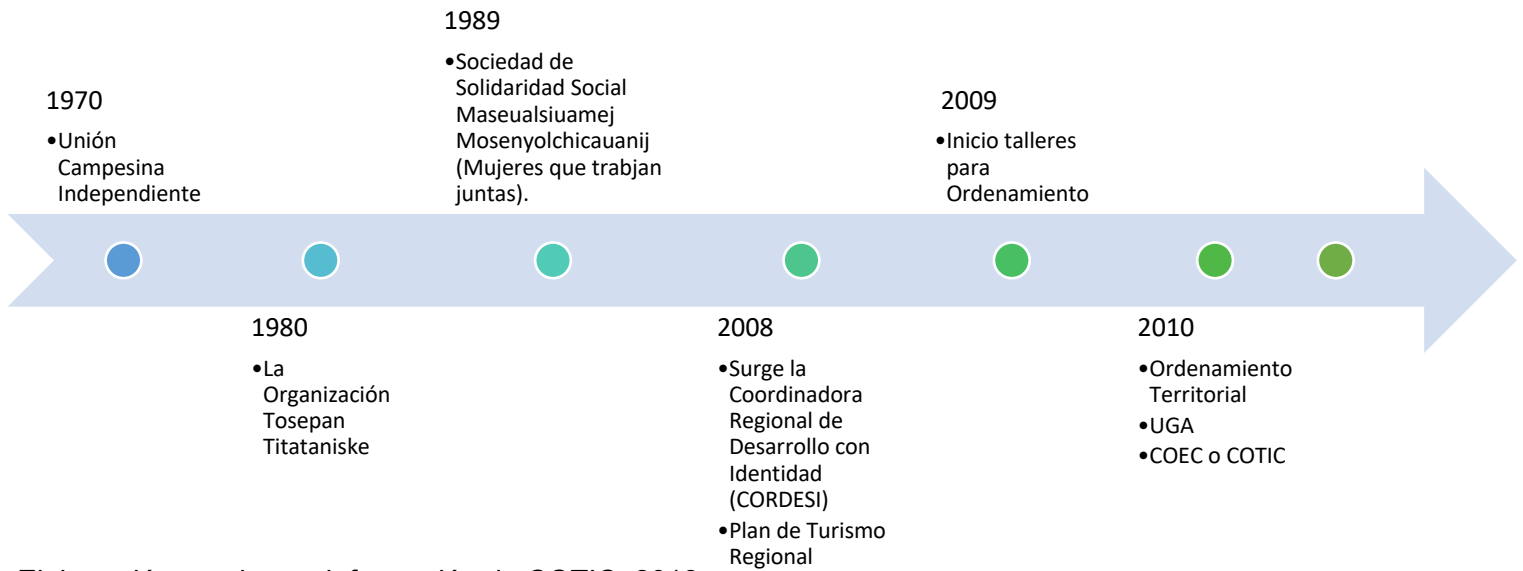 1970
•Unión
Campesina
Independiente
1980
•La
Organización
Tosepan
Titataniske
1989
•Sociedad de
Solidaridad Social
Maseualsiuamej
Mosenyolchicauanij
(Mujeres que trabjan
juntas).
2008
•Surge la
Coordinadora
Regional de
Desarrollo con
Identidad
(CORDESI)
•Plan de Turismo
Regional
2009
•Inicio talleres
para
Ordenamiento
2010
•Ordenamiento
Territorial
•UGA
•COEC o COTIC